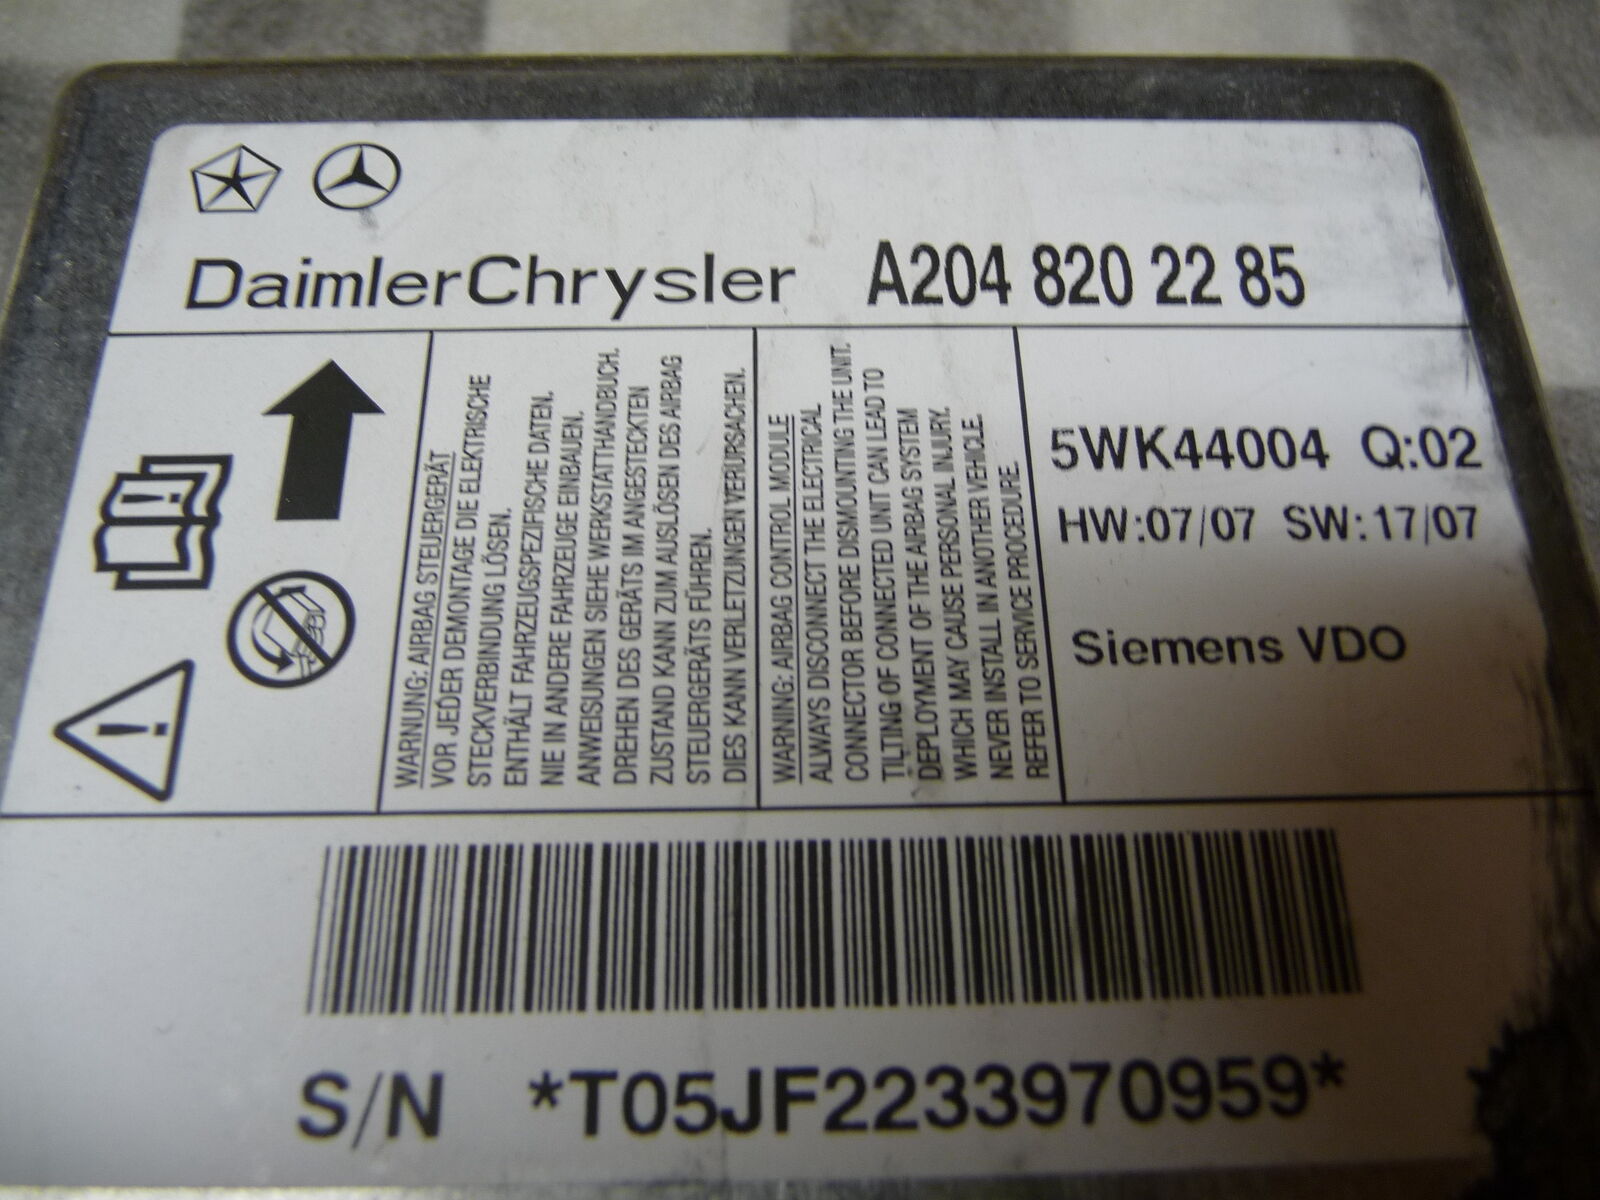 DaimlerChrysler A204 820 22 85
WARNUNG: AIRBAG STEUERGERÄT
VOR JEDER DEMONTAGE DIE ELEKTRISCHE
STECKVERBINDUNG LÖSEN.
ENTHÄLT FAHRZEUGSPEZIFISCHE DATEN.
NIE IN ANDERE FAHRZEUGE EINBAUEN.
ANWEISUNGEN SIEHE WERKSTATTHANDBUCH.
DREHEN DES GERÄTS IM ANGESTECKTEN
ZUSTAND KANN ZUM AUSLÖSEN DES AIRBAG
STEUERGERÄTS FÜHREN.
DIES KANN VERLETZUNGEN VERURSACHEN.
WARNING: AIRBAG CONTROL MODULE
ALWAYS DISCONNECT THE ELECTRICAL
CONNECTOR BEFORE DISMOUNTING THE UNIT.
TILTING OF CONNECTED UNIT CAN LEAD TO
DEPLOYMENT OF THE AIRBAG SYSTEM
WHICH MAY CAUSE PERSONAL INJURY.
NEVER INSTALL IN ANOTHER VEHICLE.
REFER TO SERVICE PROCEDURE.
5WK44004 Q:02
HW:07/07 SW:17/07
Siemens VDO
S/N *T05JF2233970959*